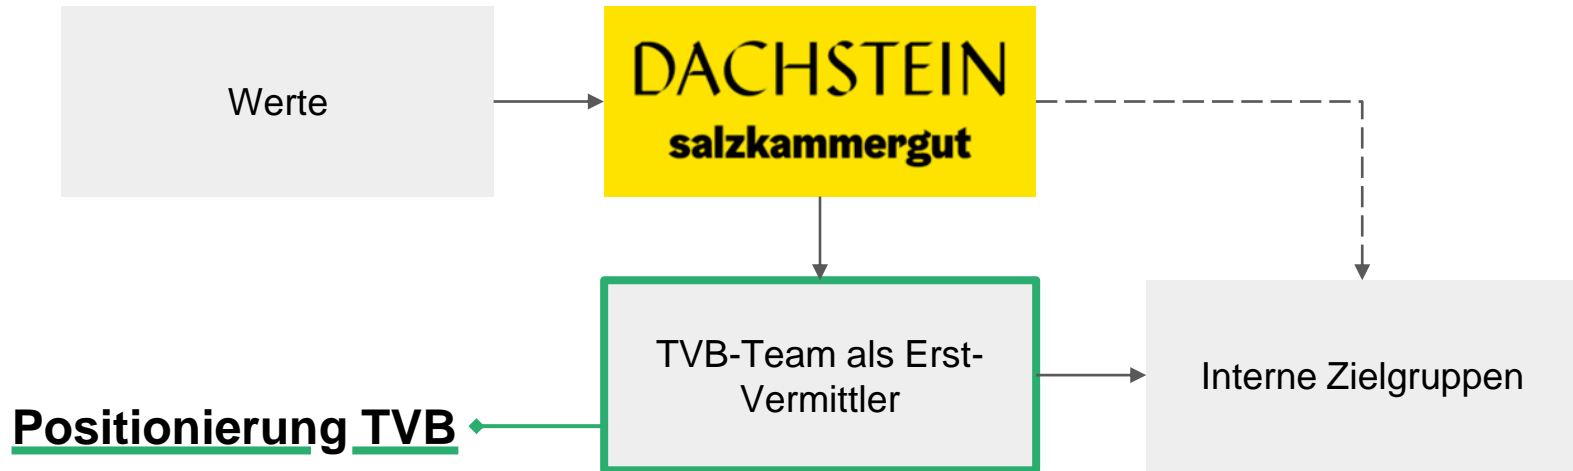 Werte
DACHSTEIN
salzkammergut
TVB-Team als Erst-
Vermittler
Interne Zielgruppen
Positionierung TVB